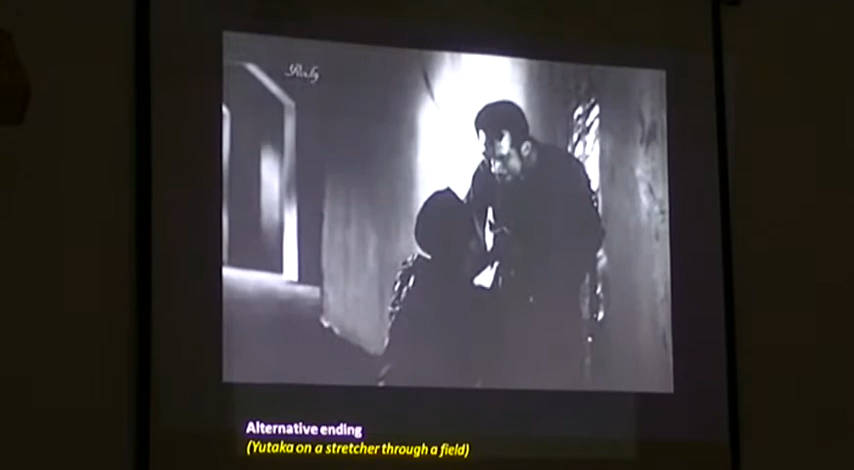 Alternative ending
(Yutaka on a stretcher through a field)